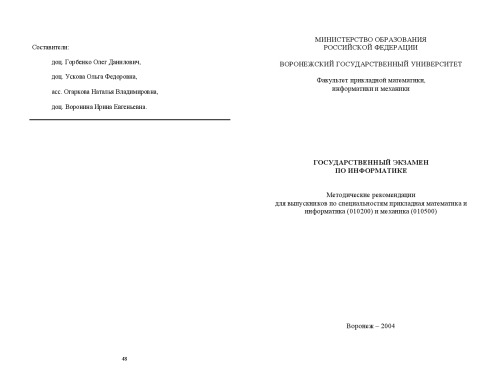 Составители:
доц. Горбенко Олег Данилович,
доц. Ускова Ольга Федоровна,
асс. Огаркова Наталья Владимировна,
доц. Воронина Ирина Евгеньевна.
48
МИНИСТЕРСТВО ОБРАЗОВАНИЯ
РОССИЙСКОЙ ФЕДЕРАЦИИ
ВОРОНЕЖСКИЙ ГОСУДАРСТВЕННЫЙ УНИВЕРСИТЕТ
Факультет прикладной математики,
информатики и механики
ГОСУДАРСТВЕННЫЙ ЭКЗАМЕН
ПО ИНФОРМАТИКЕ
Методические рекомендации
для выпускников по специальностям прикладная математика и
информатика (010200) и механика (010500)
Воронеж – 2004